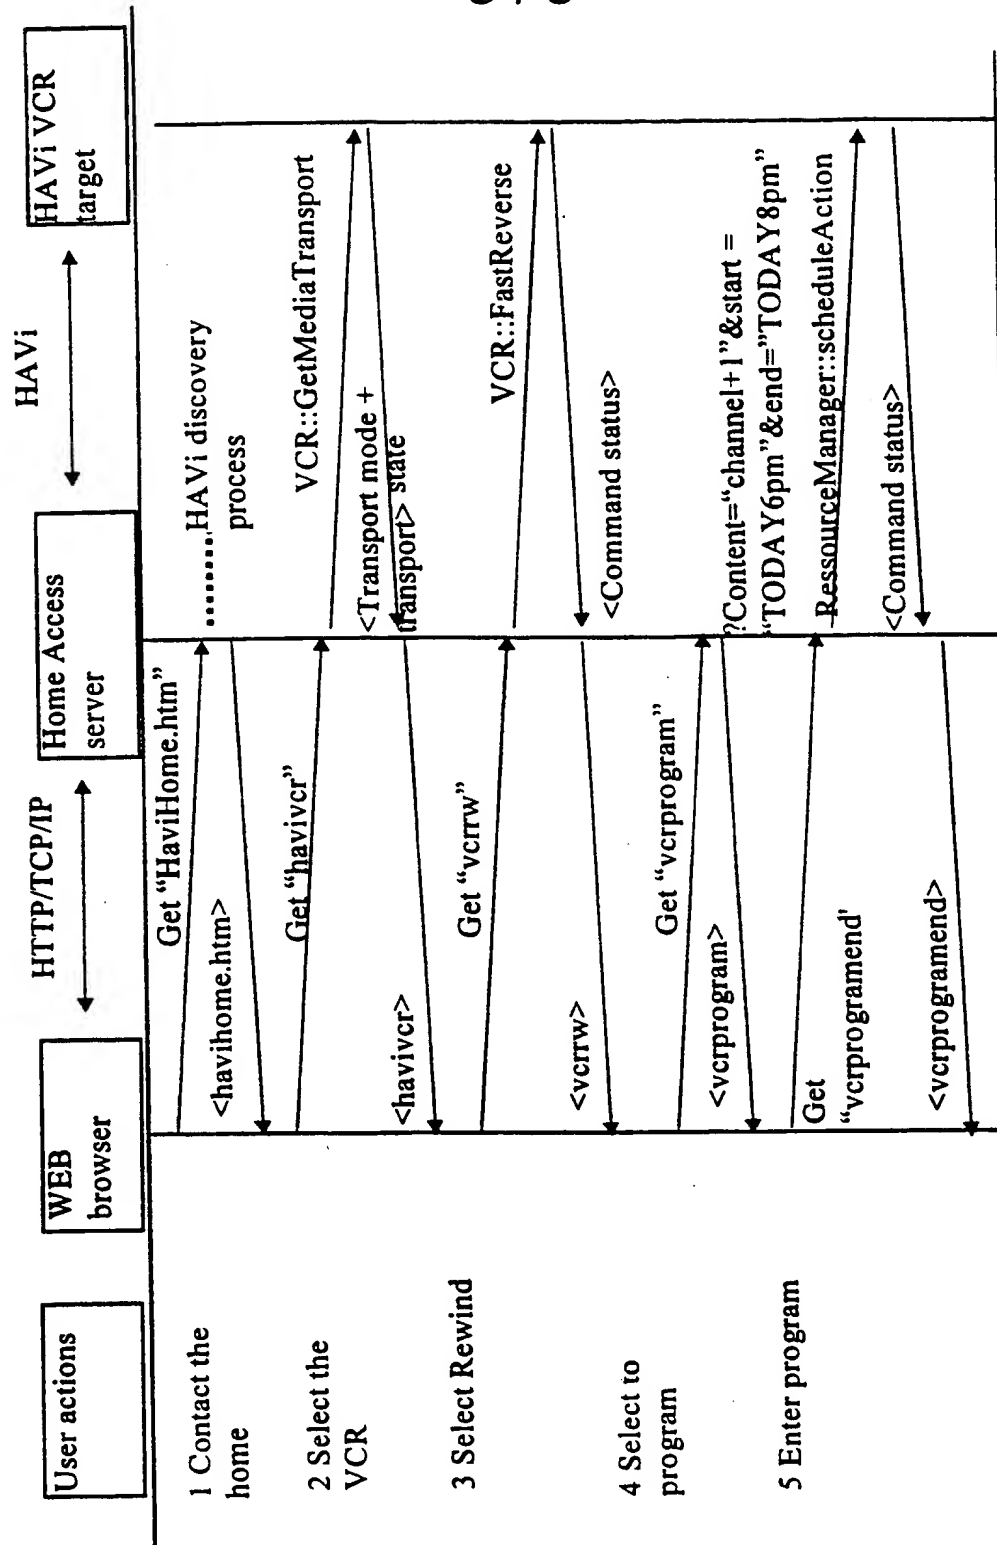 User actions
WEB
browser
HTTP/TCP/IP
Home Access
server
HAVi
HAVi VCR
target
1 Contact the
home
Get “HaviHome.htm”
HAVi discovery
process
<havihome.htm>
2 Select the
VCR
Get “havivcr”
VCR::GetMediaTransport
<Transport mode +
transport> state
<havivcr>
3 Select Rewind
Get “vcrrw”
VCR::FastReverse
<Command status>
<vcrrw>
4 Select to
program
Get “vcrprogram”
<vcrprogram>
?Content=“channel+1”&start =
“TODAY6pm”&end=”TODAY8pm”
5 Enter program
Get
“vcrprogramend'
RessourceManager::scheduleAction
<Command status>
<vcrprogramend>